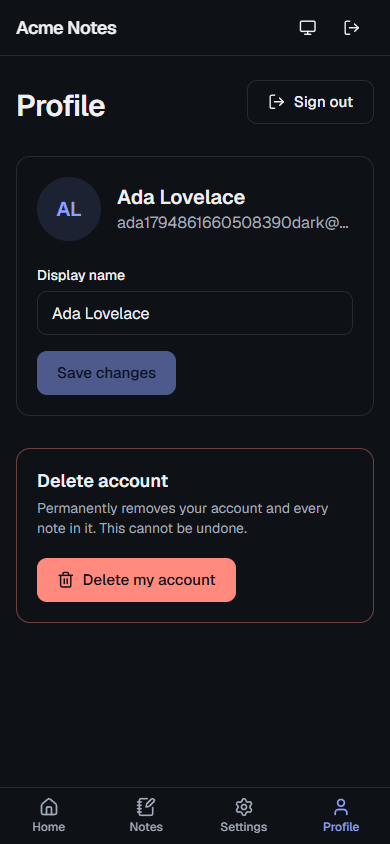 Acme Notes
Profile
Sign out
AL
Ada Lovelace
ada1794861660508390dark@...
Display name
Ada Lovelace
Save changes
Delete account
Permanently removes your account and every
note in it. This cannot be undone.
Delete my account
Home
Notes
Settings
Profile